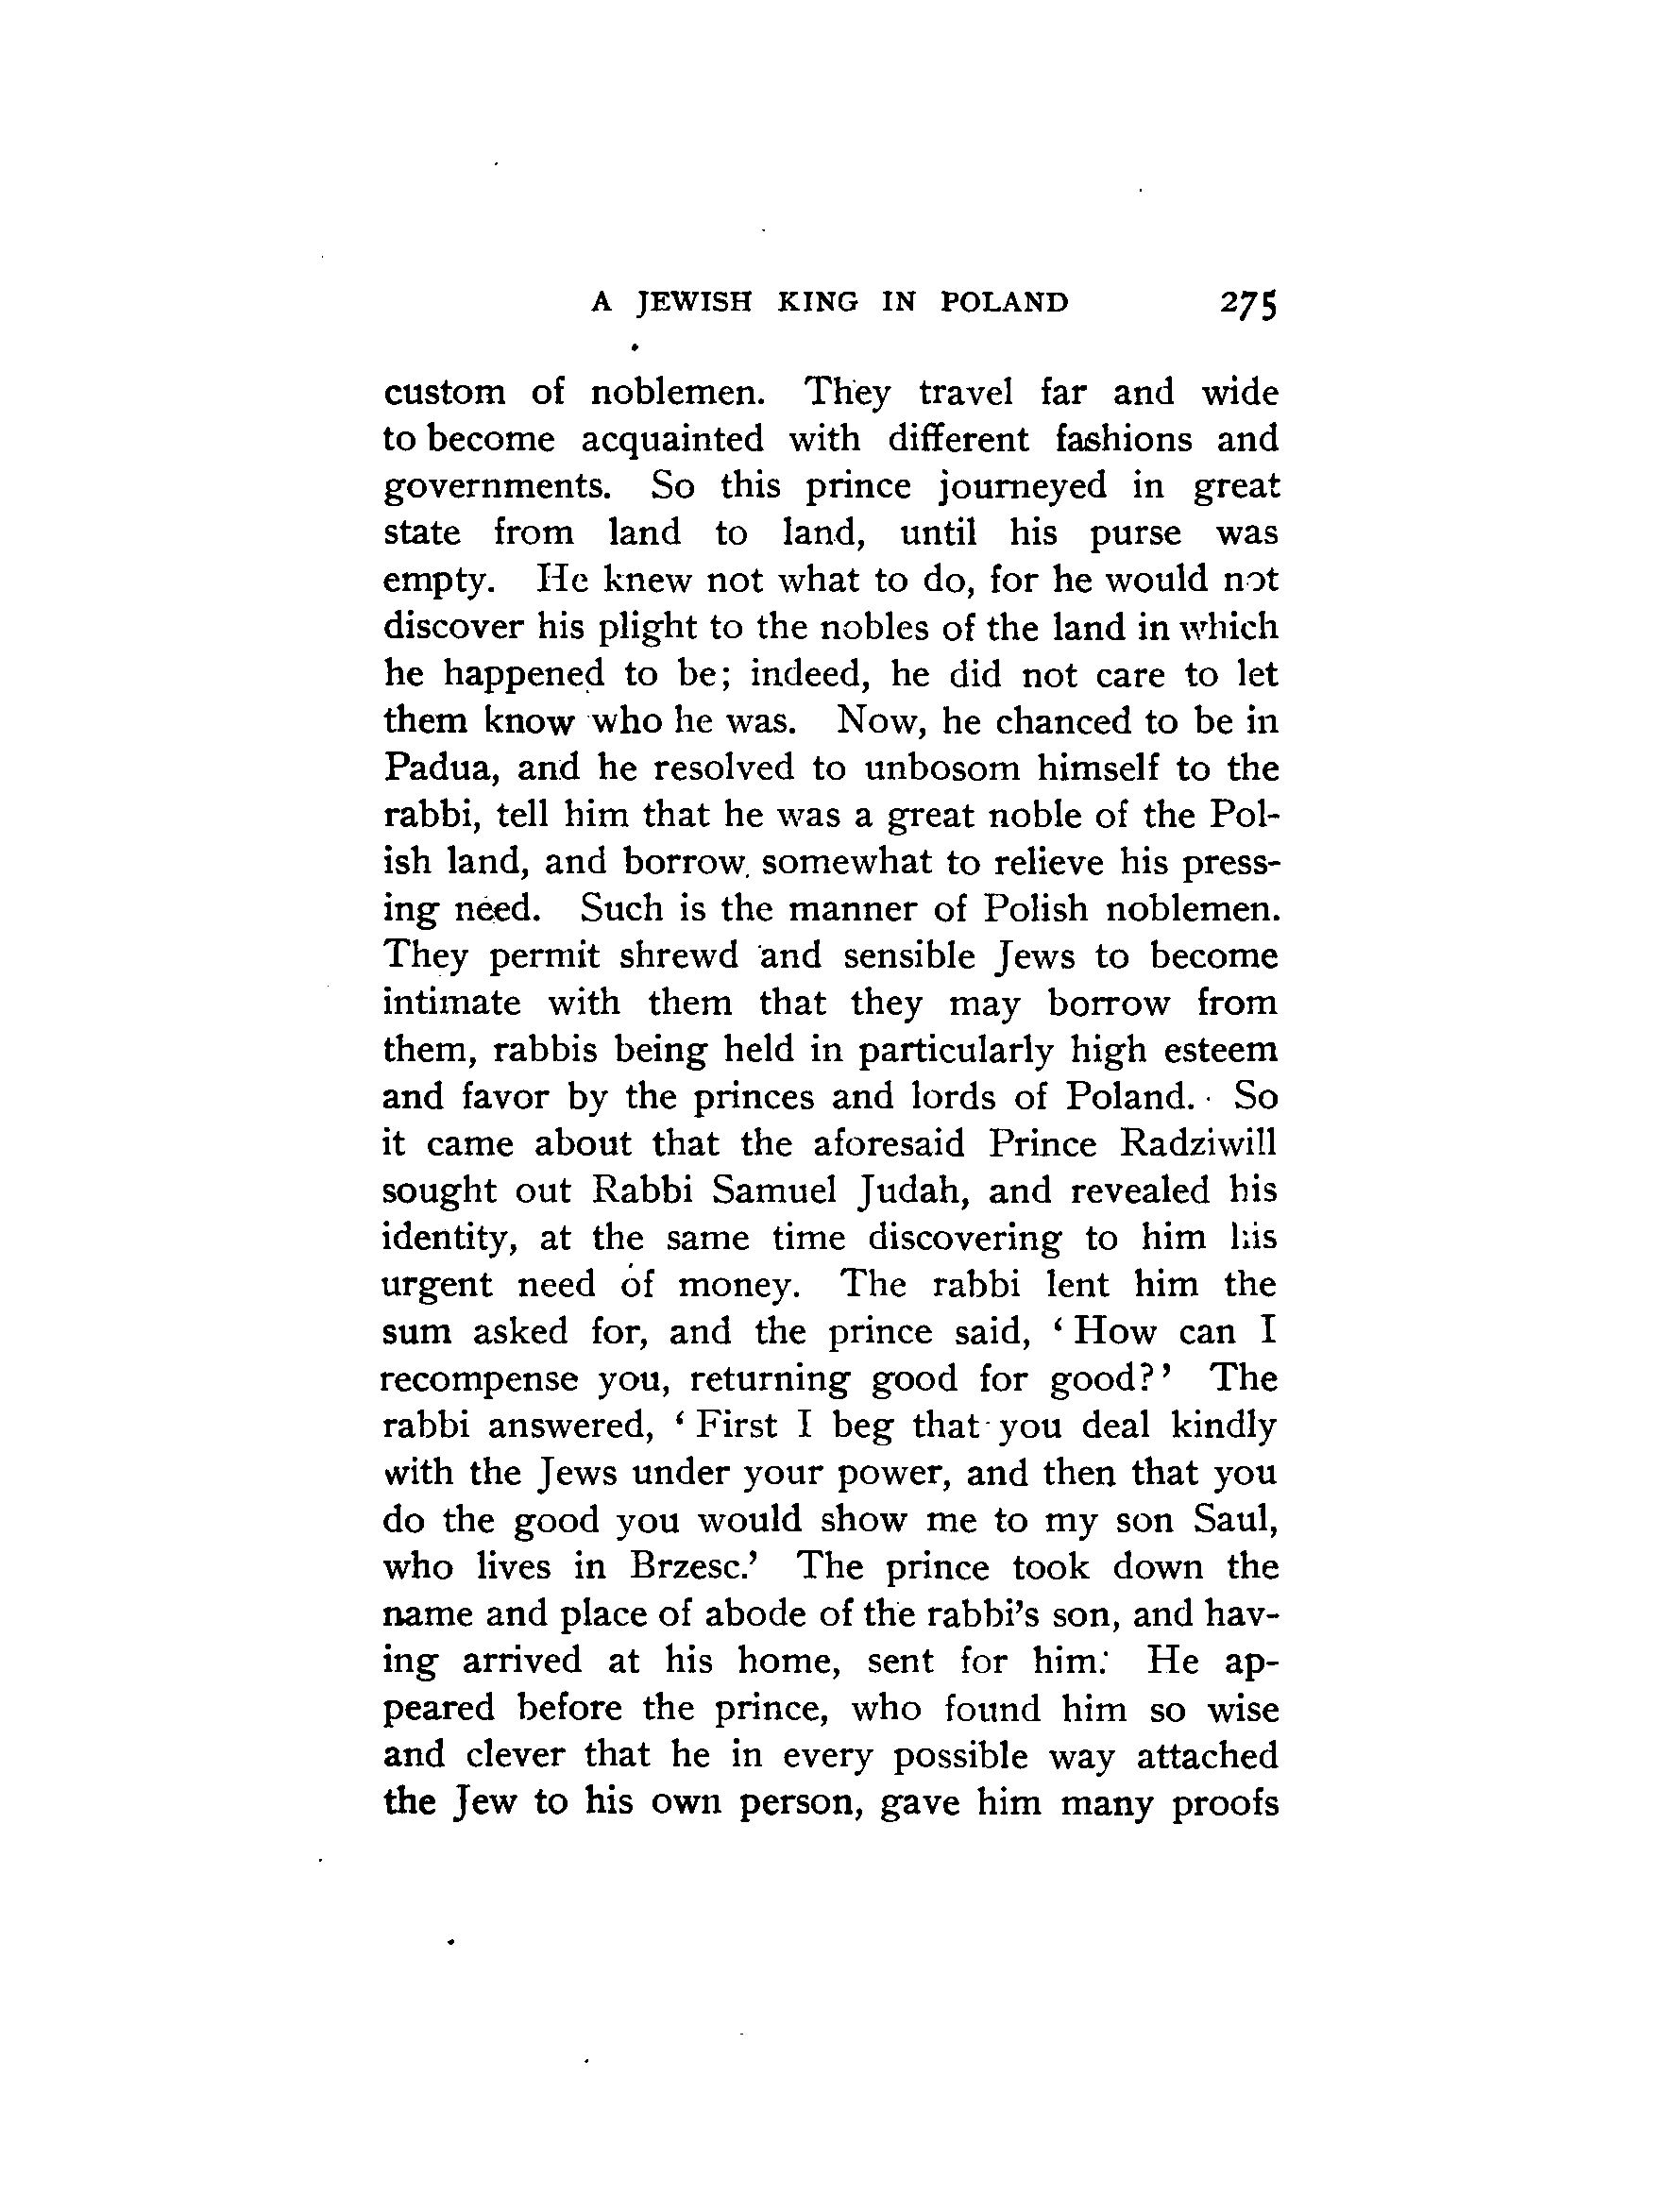 A JEWISH KING IN POLAND 275
custom of noblemen. They travel far and wide
to become acquainted with different fashions and
governments. So this prince journeyed in great
state from land to land, until his purse was
empty. He knew not what to do, for he would not
discover his plight to the nobles of the land in which
he happened to be; indeed, he did not care to let
them know who he was. Now, he chanced to be in
Padua, and he resolved to unbosom himself to the
rabbi, tell him that he was a great noble of the Pol-
ish land, and borrow somewhat to relieve his press-
ing need. Such is the manner of Polish noblemen.
They permit shrewd and sensible Jews to become
intimate with them that they may borrow from
them, rabbis being held in particularly high esteem
and favor by the princes and lords of Poland. So
it came about that the aforesaid Prince Radziwill
sought out Rabbi Samuel Judah, and revealed his
identity, at the same time discovering to him his
urgent need of money. The rabbi lent him the
sum asked for, and the prince said, ‘How can I
recompense you, returning good for good?’ The
rabbi answered, ‘First I beg that you deal kindly
with the Jews under your power, and then that you
do the good you would show me to my son Saul,
who lives in Brzesc.’ The prince took down the
name and place of abode of the rabbi’s son, and hav-
ing arrived at his home, sent for him. He ap-
peared before the prince, who found him so wise
and clever that he in every possible way attached
the Jew to his own person, gave him many proofs